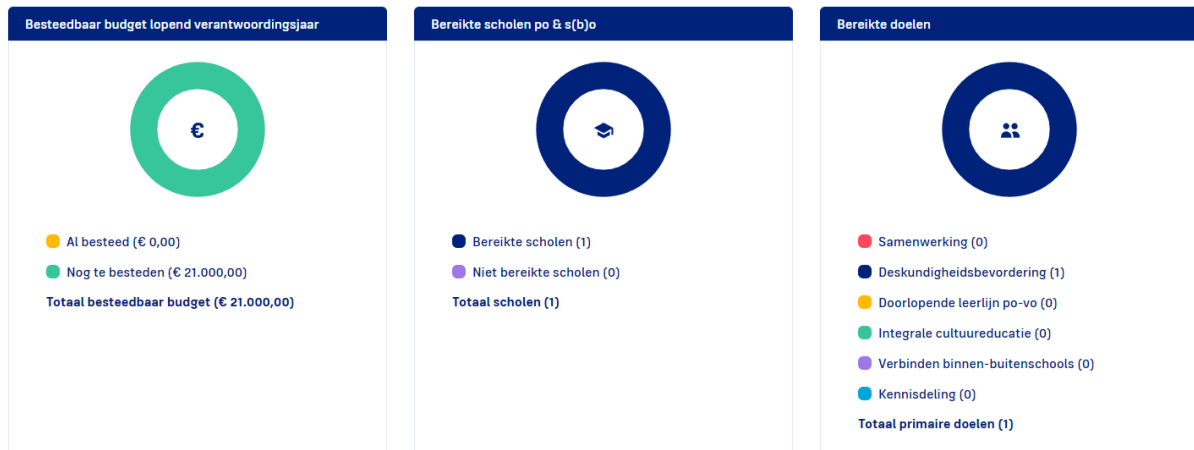 Besteedbaar budget lopend verantwoordingsjaar
€
Al besteed (€ 0,00)
Nog te besteden (€ 21.000,00)
Totaal besteedbaar budget (€ 21.000,00)
Bereikte scholen po & s(b)o
Bereikte scholen (1)
Niet bereikte scholen (0)
Totaal scholen (1)
Bereikte doelen
Samenwerking (0)
Deskundigheidsbevordering (1)
Doorlopende leerlijn po-vo (0)
Integrale cultuureducatie (0)
Verbinden binnen-buitenschools (0)
Kennisdeling (0)
Totaal primaire doelen (1)